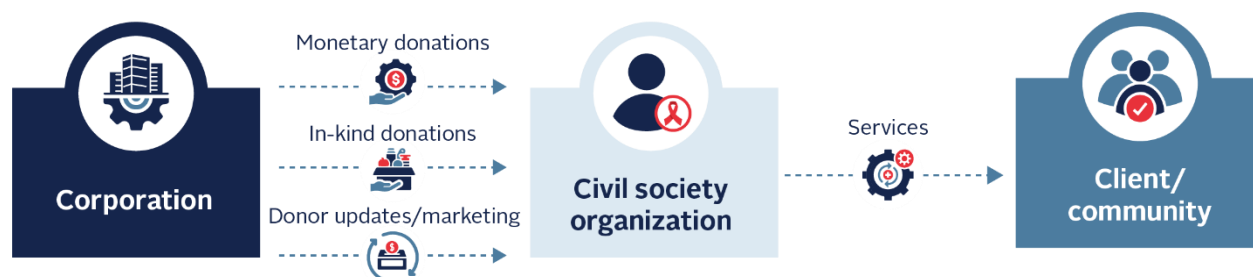 Monetary donations
In-kind donations
Donor updates/marketing
Corporation
Civil society
organization
Services
Client/
community